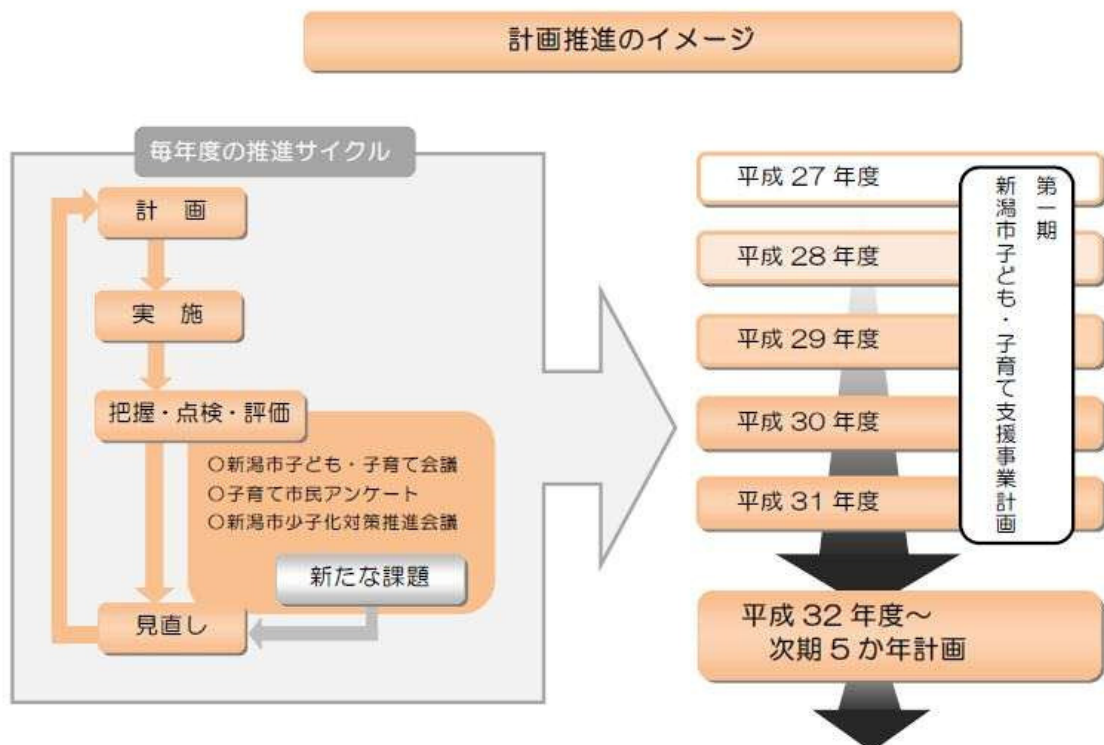 計画推進のイメージ
毎年度の推進サイクル
計 画
実 施
把握・点検・評価
○新潟市子ども・子育て会議
○子育て市民アンケート
○新潟市少子化対策推進会議
新たな課題
見直し
平成 27 年度
平成 28 年度
平成 29 年度
平成 30 年度
平成 31 年度
第一期
新潟市子ども・子育て支援事業計画
平成 32 年度～
次期 5 か年計画